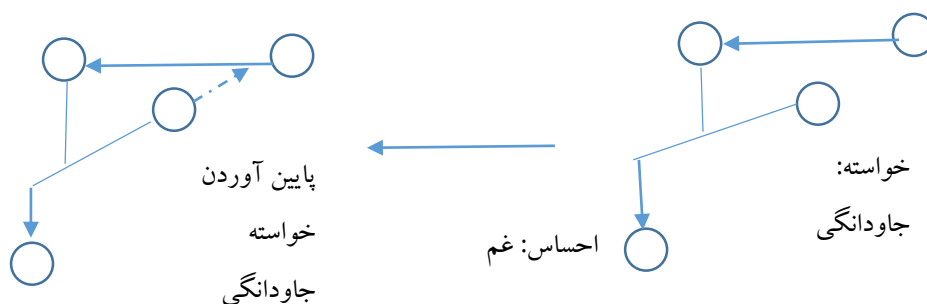 خواسته:
جاودانگی
احساس: غم
پایین آوردن
خواسته
جاودانگی